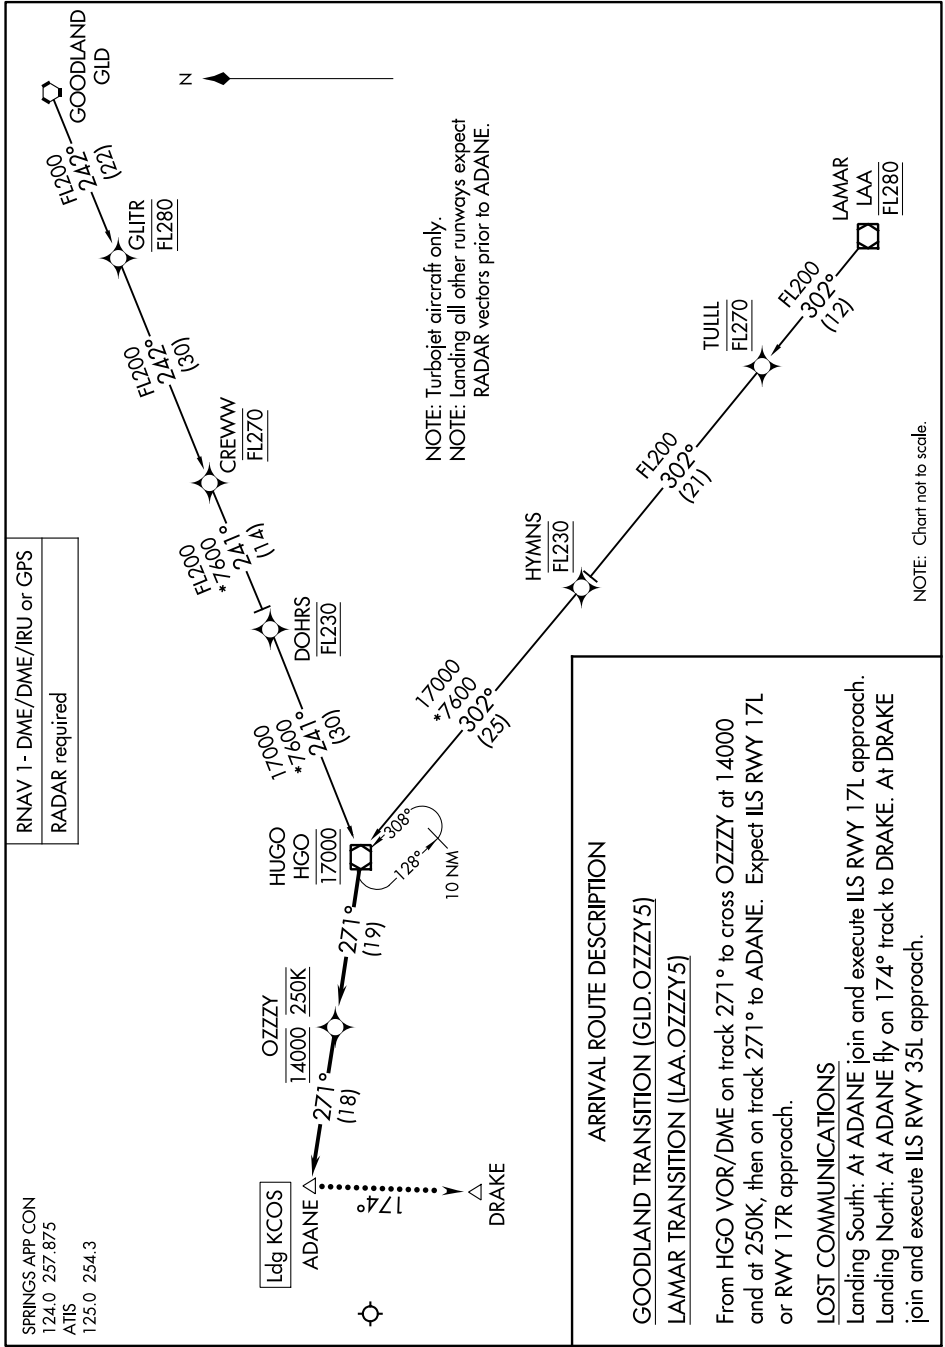 SPRINGS APP CON
124.0 257.875
ATIS
125.0 254.3
RNAV 1- DME/DME/IRU or GPS
RADAR required
GOODLAND
GLD
FL200
242°
(22)
GLITR
FL280
FL200
242°
(30)
CREWW
FL270
FL200
*7600
241°
(14)
DOHRS
FL230
17000
*7600
241°
(30)
HUGO
HGO
17000
308°
128°
10 NM
271°
(19)
OZZZY
14000 250K
271°
(18)
Ldg KCOS
ADANE
174°
DRAKE
N
NOTE: Turbojet aircraft only.
NOTE: Landing all other runways expect
RADAR vectors prior to ADANE.
LAMAR
LAA
FL280
FL200
302°
(12)
TULLL
FL270
FL200
302°
(21)
HYMNS
FL230
17000
*7600
302°
(25)
NOTE: Chart not to scale.
ARRIVAL ROUTE DESCRIPTION
GOODLAND TRANSITION (GLD.OZZZY5)
LAMAR TRANSITION (LAA.OZZZY5)
From HGO VOR/DME on track 271° to cross OZZZY at 14000
and at 250K, then on track 271° to ADANE. Expect ILS RWY 17L
or RWY 17R approach.
LOST COMMUNICATIONS
Landing South: At ADANE join and execute ILS RWY 17L approach.
Landing North: At ADANE fly on 174° track to DRAKE. At DRAKE
join and execute ILS RWY 35L approach.